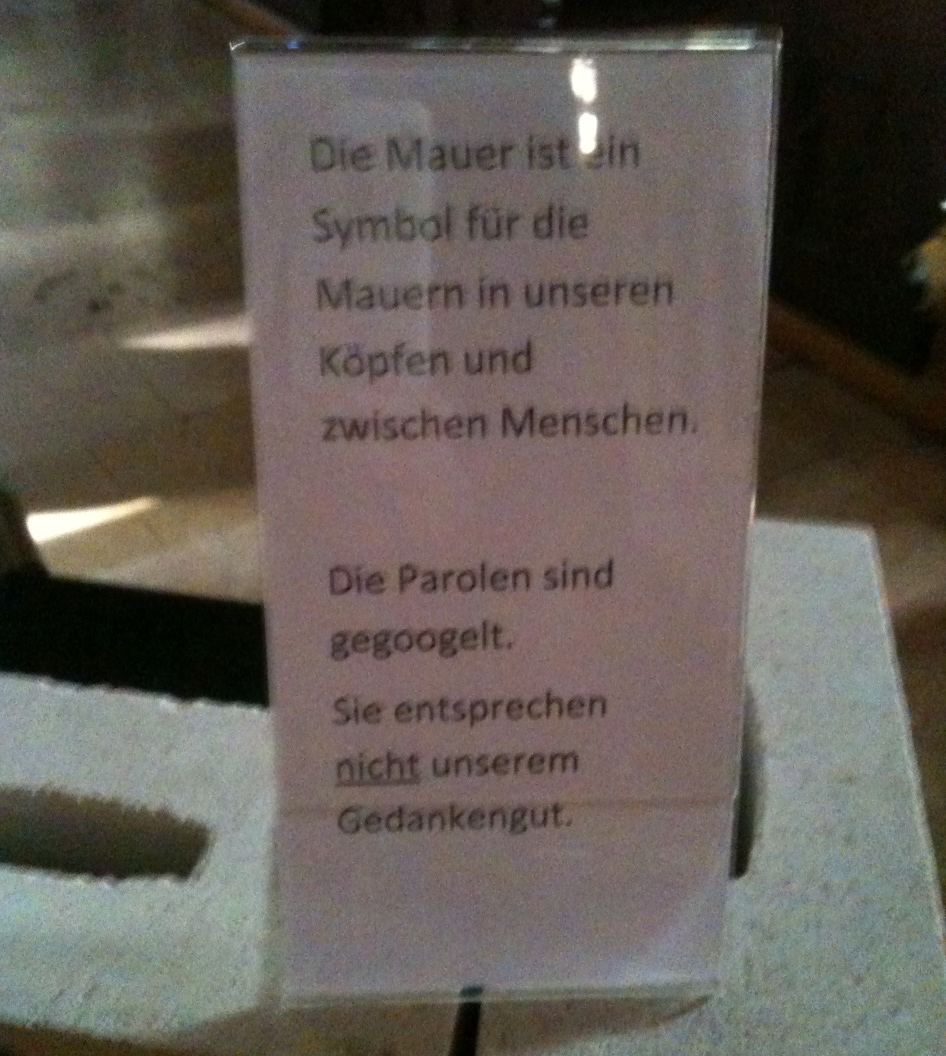 Die Mauer ist ein
Symbol für die
Mauern in unseren
Köpfen und
zwischen Menschen.
Die Parolen sind
gegoogelt.
Sie entsprechen
nicht unserem
Gedankengut.